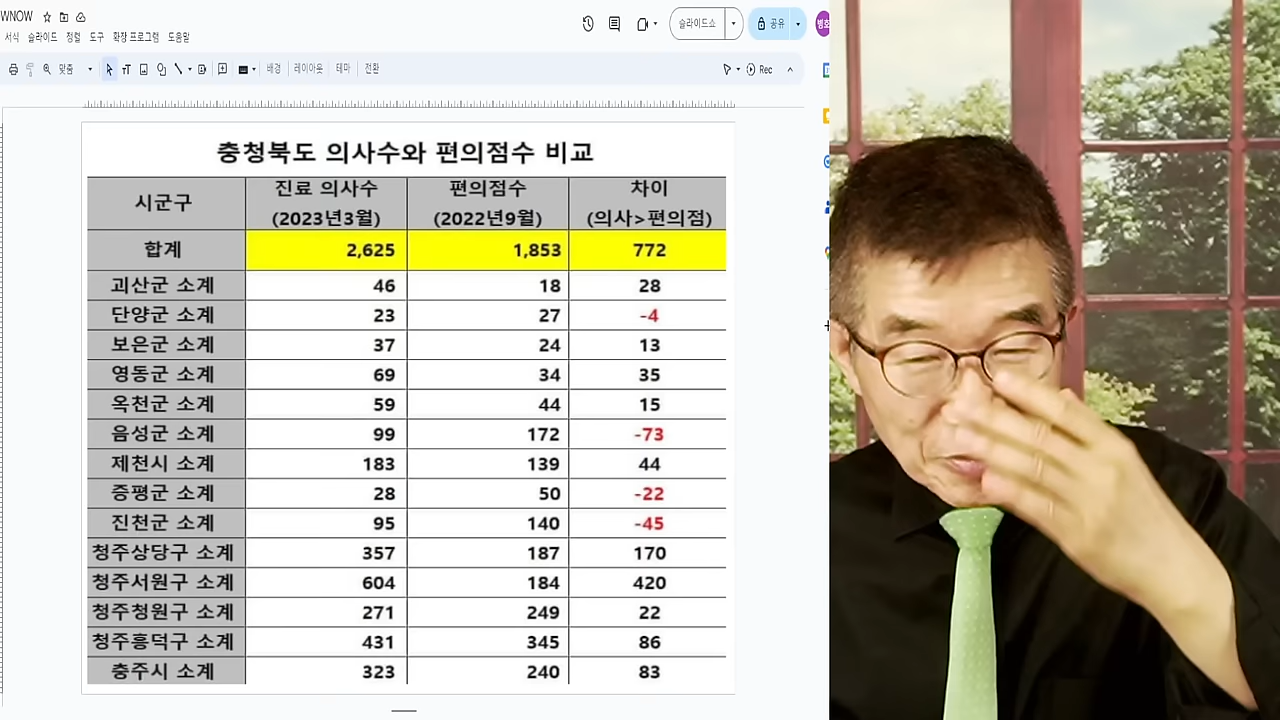 WNOW
슬라이드쇼
공유
병호
서식 슬라이드 정렬 도구 확장 프로그램 도움말
맞춤 배경 레이아웃 테마 전환 Rec
충청북도 의사수와 편의점수 비교
시군구 진료 의사수 (2023년3월) 편의점수 (2022년9월) 차이 (의사>편의점)
합계 2,625 1,853 772
괴산군 소계 46 18 28
단양군 소계 23 27 -4
보은군 소계 37 24 13
영동군 소계 69 34 35
옥천군 소계 59 44 15
음성군 소계 99 172 -73
제천시 소계 183 139 44
증평군 소계 28 50 -22
진천군 소계 95 140 -45
청주상당구 소계 357 187 170
청주서원구 소계 604 184 420
청주청원구 소계 271 249 22
청주흥덕구 소계 431 345 86
충주시 소계 323 240 83